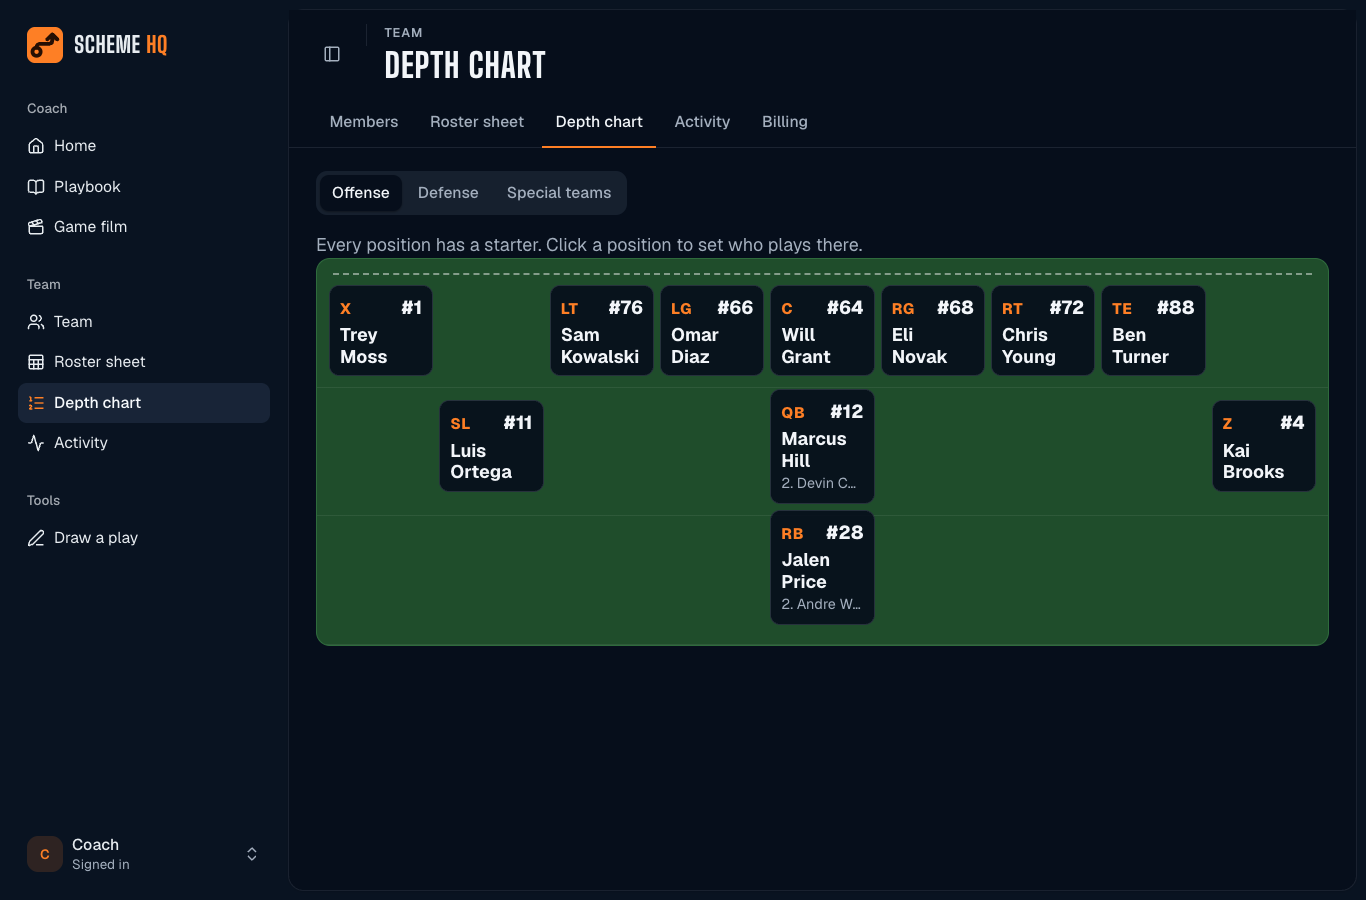 SCHEME HQ
Coach
Home
Playbook
Game film
Team
Team
Roster sheet
Depth chart
Activity
Tools
Draw a play
C
Coach
Signed in
TEAM
DEPTH CHART
Members Roster sheet Depth chart Activity Billing
Offense Defense Special teams
Every position has a starter. Click a position to set who plays there.
X #1
Trey
Moss
LT #76
Sam
Kowalski
LG #66
Omar
Diaz
C #64
Will
Grant
RG #68
Eli
Novak
RT #72
Chris
Young
TE #88
Ben
Turner
SL #11
Luis
Ortega
QB #12
Marcus
Hill
2. Devin C...
Z #4
Kai
Brooks
RB #28
Jalen
Price
2. Andre W...